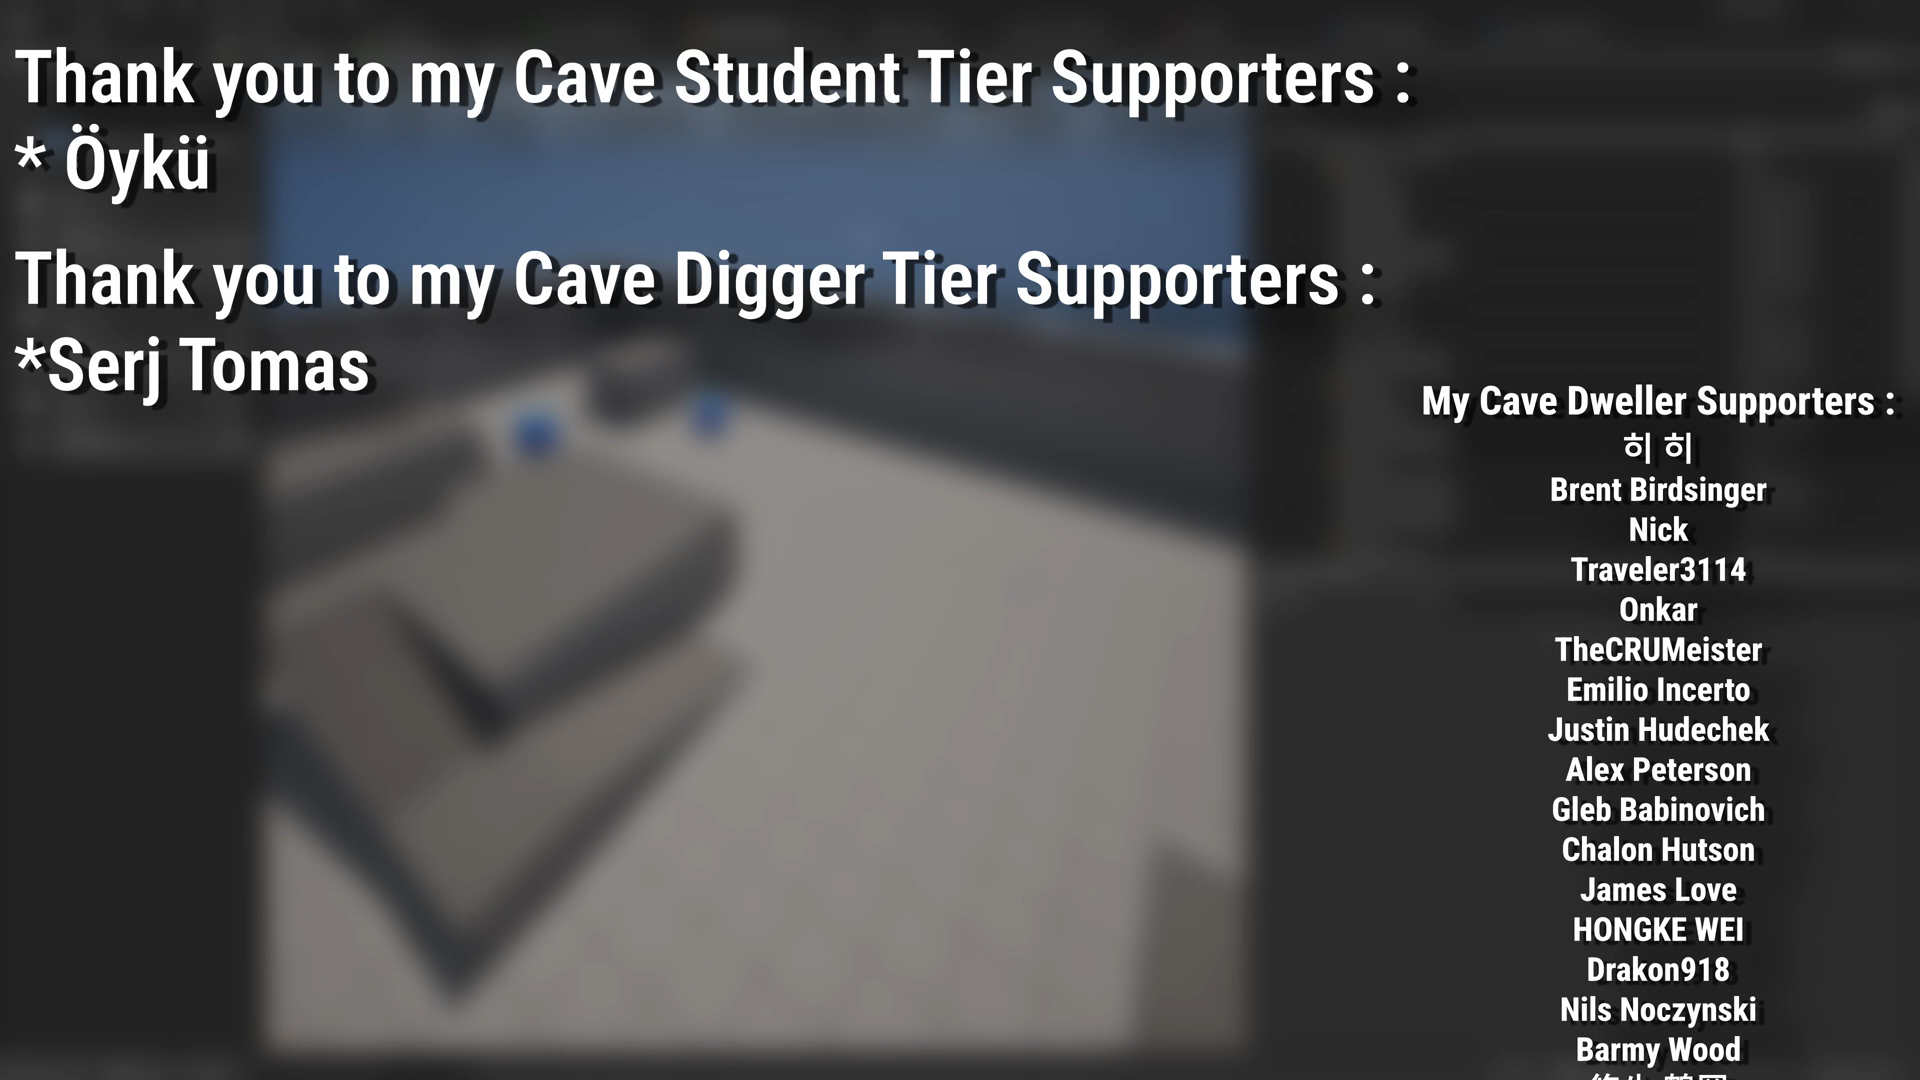 Thank you to my Cave Student Tier Supporters :
* Öykü
Thank you to my Cave Digger Tier Supporters :
*Serj Tomas
My Cave Dweller Supporters :
히 히
Brent Birdsinger
Nick
Traveler3114
Onkar
TheCRUMeister
Emilio Incerto
Justin Hudechek
Alex Peterson
Gleb Babinovich
Chalon Hutson
James Love
HONGKE WEI
Drakon918
Nils Noczynski
Barmy Wood